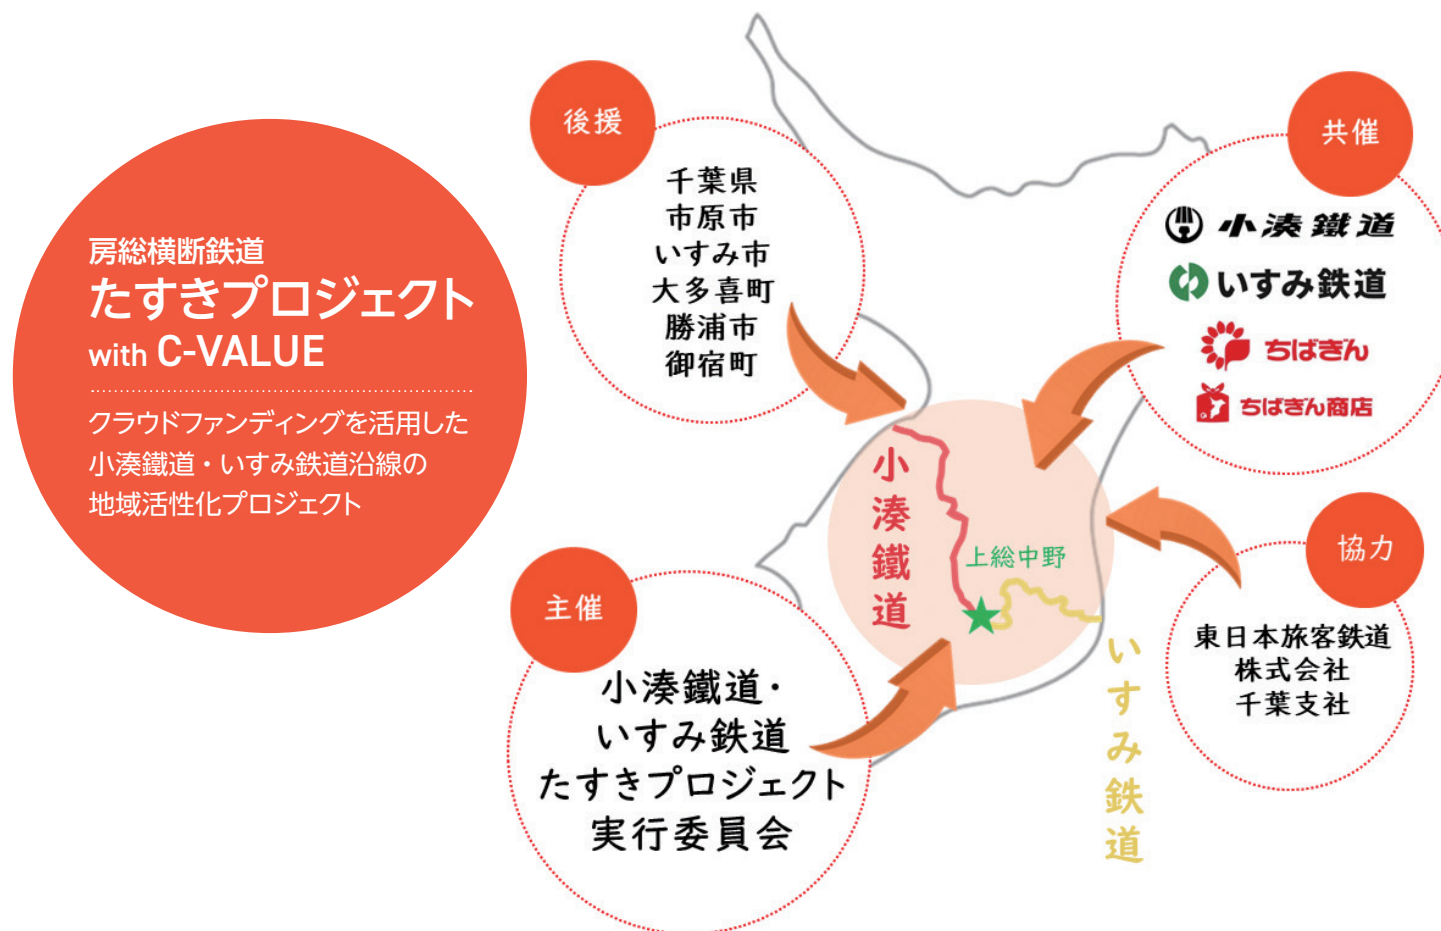 房総横断鉄道
たすきプロジェクト
with C-VALUE
クラウドファンディングを活用した
小湊鐵道・いすみ鉄道沿線の
地域活性化プロジェクト
後援
千葉県
市原市
いすみ市
大多喜町
勝浦市
御宿町
共催
小湊鐵道
いすみ鉄道
ちばぎん
ちばぎん商店
小湊鐵道
上総中野
いすみ鉄道
主催
小湊鐵道・
いすみ鉄道
たすきプロジェクト
実行委員会
協力
東日本旅客鉄道
株式会社
千葉支社